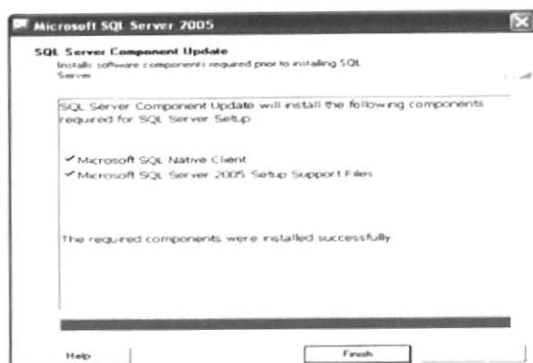 Microsoft SQL Server 2005
SQL Server Component Update
Installs software components required prior to installing SQL
Server
SQL Server Component Update will install the following components
required for SQL Server Setup
✓ Microsoft SQL Native Client
✓ Microsoft SQL Server 2005 Setup Support Files
The required components were installed successfully
Help
Finish